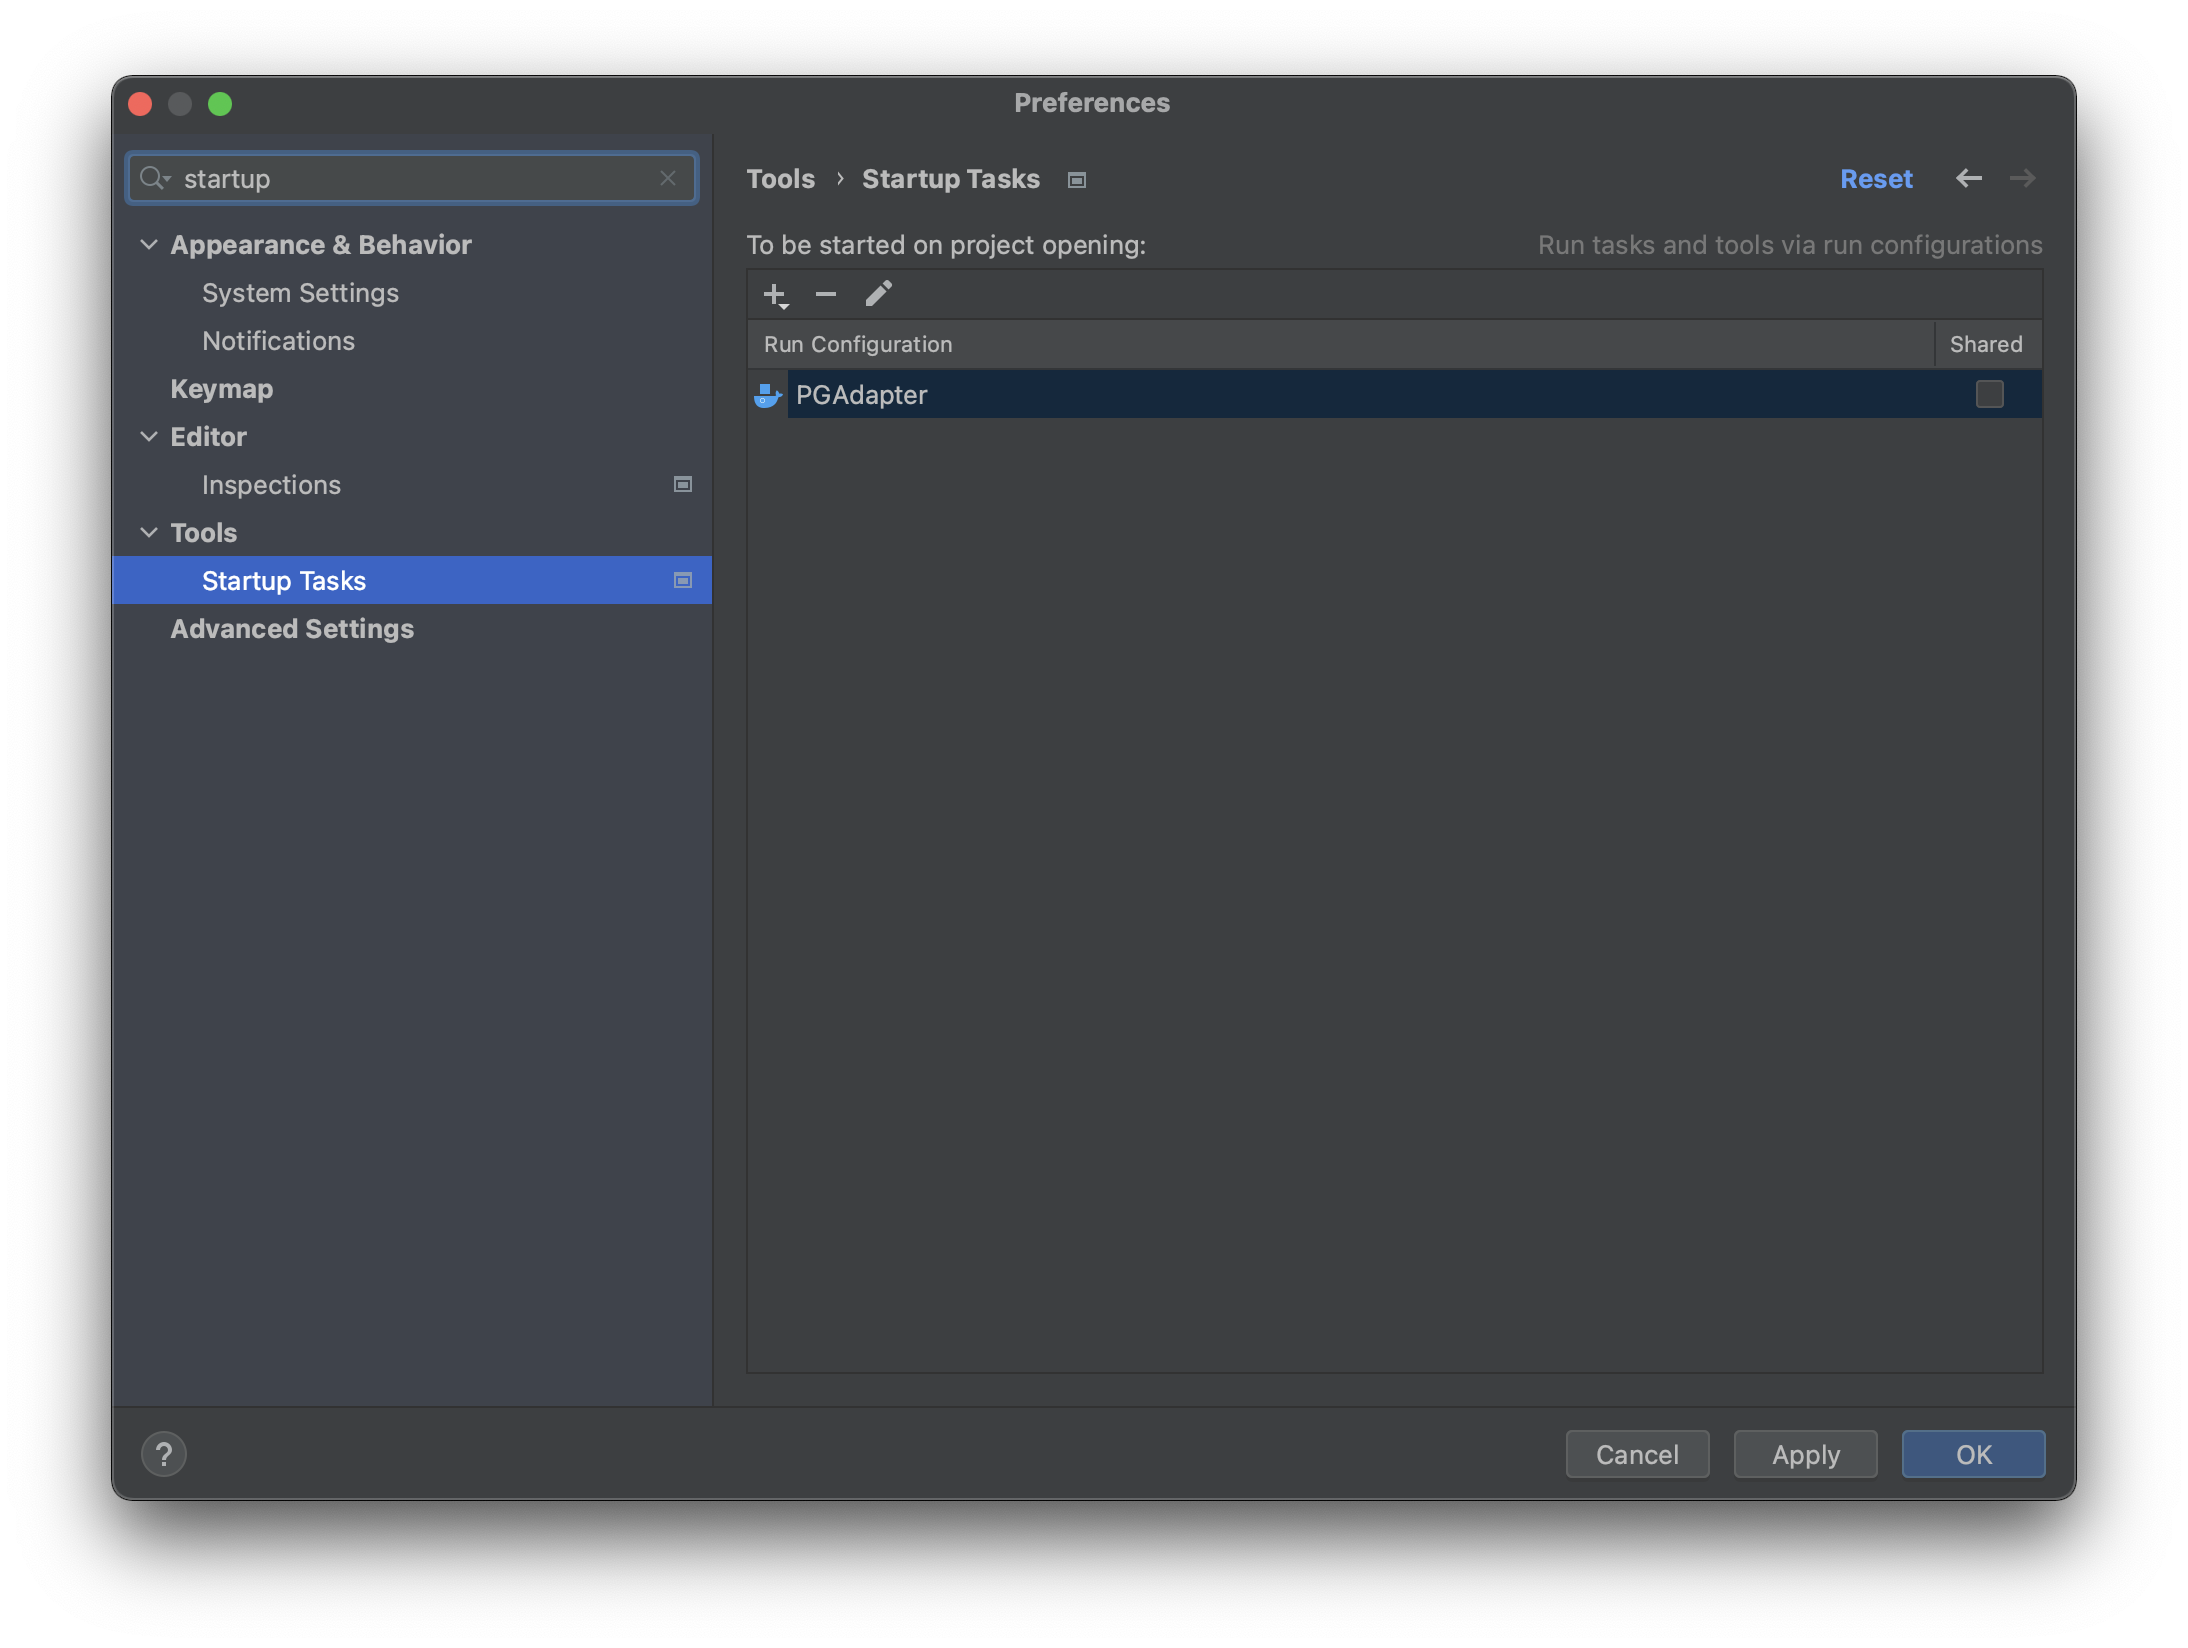 Preferences
startup
Appearance & Behavior
System Settings
Notifications
Keymap
Editor
Inspections
Tools
Startup Tasks
Advanced Settings
Tools › Startup Tasks
Reset
To be started on project opening:
Run tasks and tools via run configurations
Run Configuration
Shared
PGAdapter
?
Cancel
Apply
OK